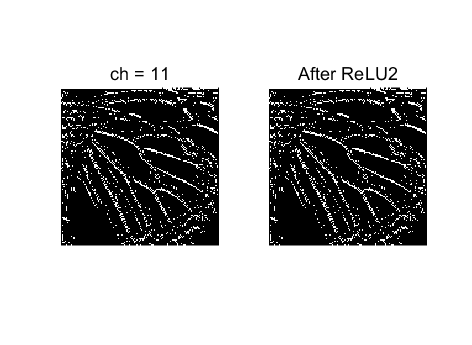 ch = 11
After ReLU2